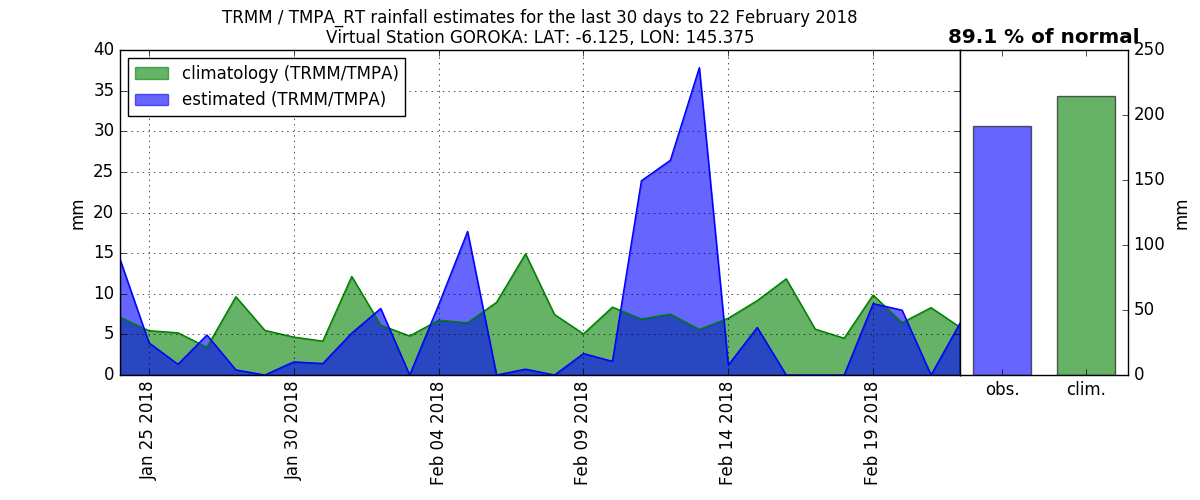 TRMM / TMPA_RT rainfall estimates for the last 30 days to 22 February 2018
Virtual Station GOROKA: LAT: -6.125, LON: 145.375
89.1 % of normal
climatology (TRMM/TMPA)
estimated (TRMM/TMPA)
40
35
30
25
20
15
10
5
0
mm
Jan 25 2018
Jan 30 2018
Feb 04 2018
Feb 09 2018
Feb 14 2018
Feb 19 2018
250
200
150
100
50
0
mm
obs.
clim.